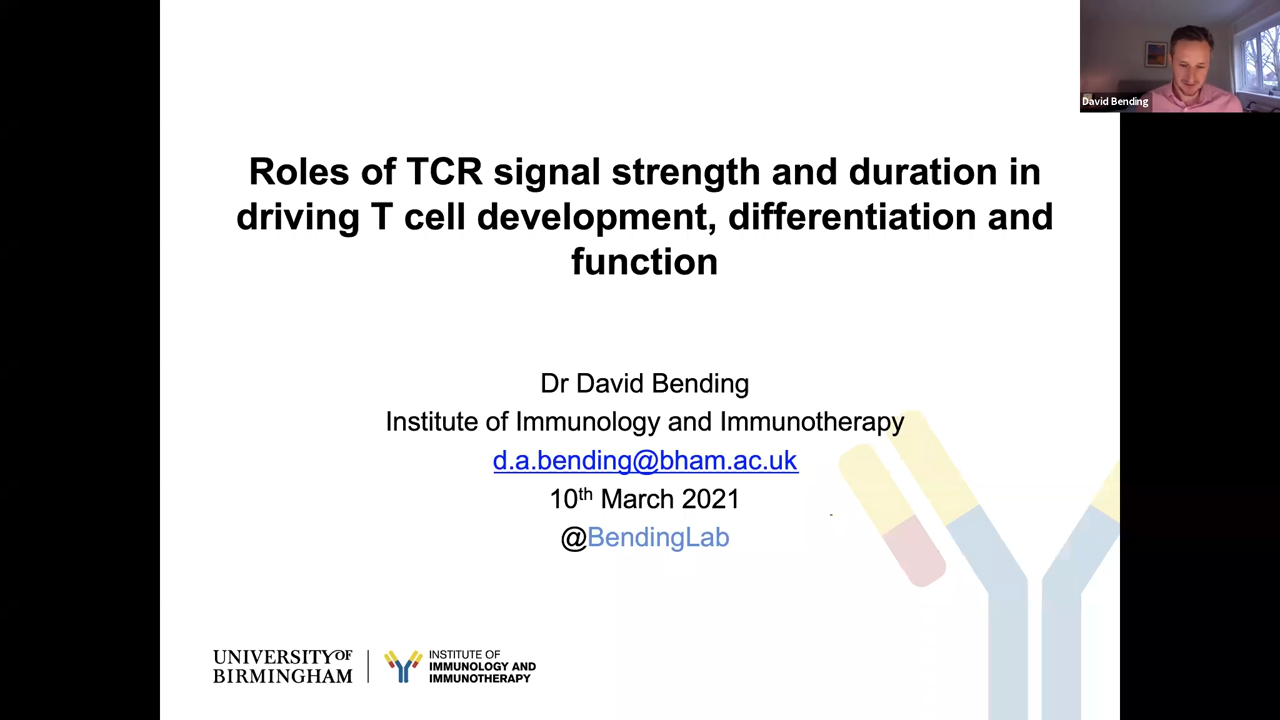 David Bending
Roles of TCR signal strength and duration in
driving T cell development, differentiation and
function
Dr David Bending
Institute of Immunology and Immunotherapy
d.a.bending@bham.ac.uk
10th March 2021
@BendingLab
UNIVERSITY OF
BIRMINGHAM
INSTITUTE OF
IMMUNOLOGY AND
IMMUNOTHERAPY